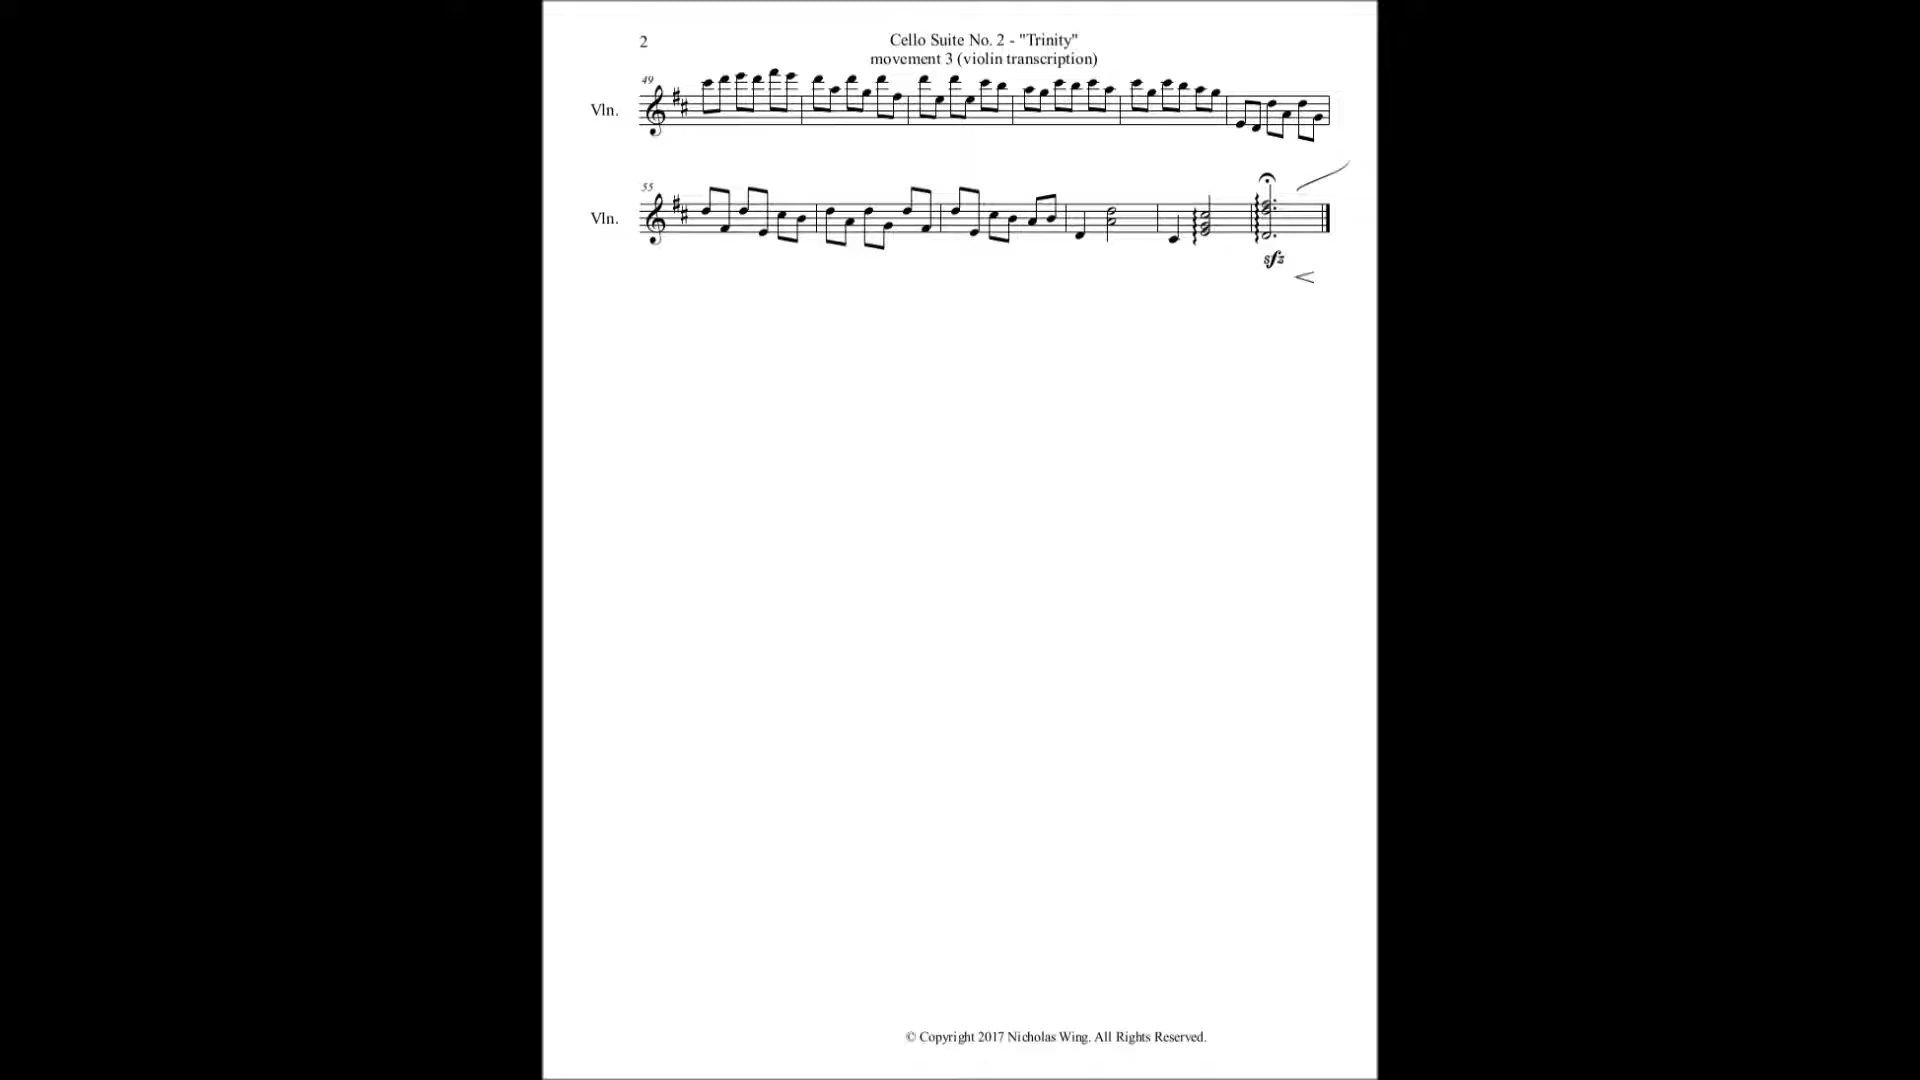 2
Cello Suite No. 2 - "Trinity"
movement 3 (violin transcription)
49
Vln.
55
Vln.
sfz
© Copyright 2017 Nicholas Wing. All Rights Reserved.